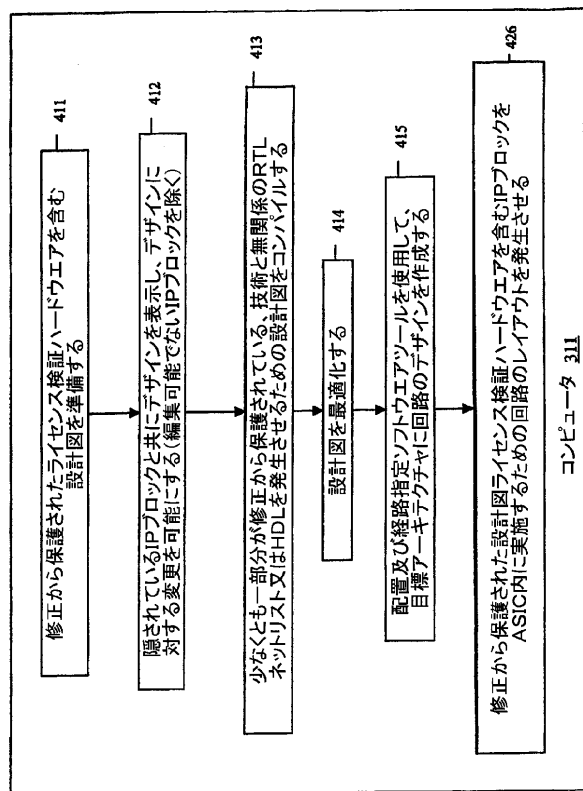 411
修正から保護されたライセンス検証ハードウエアを含む
設計図を準備する
412
隠されているIPブロックと共にデザインを表示し、デザインに
対する変更を可能にする(編集可能でないIPブロックを除く)
413
少なくとも一部分が修正から保護されている、技術と無関係のRTL
ネットリスト又はHDLを発生させるための設計図をコンパイルする
414
設計図を最適化する
415
配置及び経路指定ソフトウエアツールを使用して、
目標アーキテクチャに回路のデザインを作成する
426
修正から保護された設計図ライセンス検証ハードウエアを含むIPブロックを
ASIC内に実施するための回路のレイアウトを発生させる
コンピュータ 311